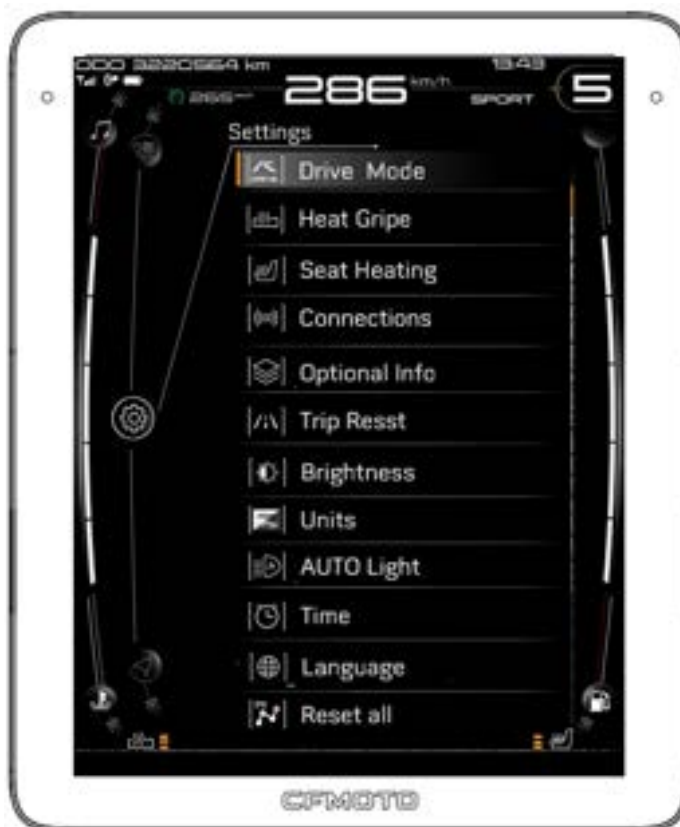 ODO 3220564 km
13:43
286 km/h
SPORT
5
Settings
Drive Mode
Heat Gripe
Seat Heating
Connections
Optional Info
Trip Resst
Brightness
Units
AUTO Light
Time
Language
Reset all
CFMOTO